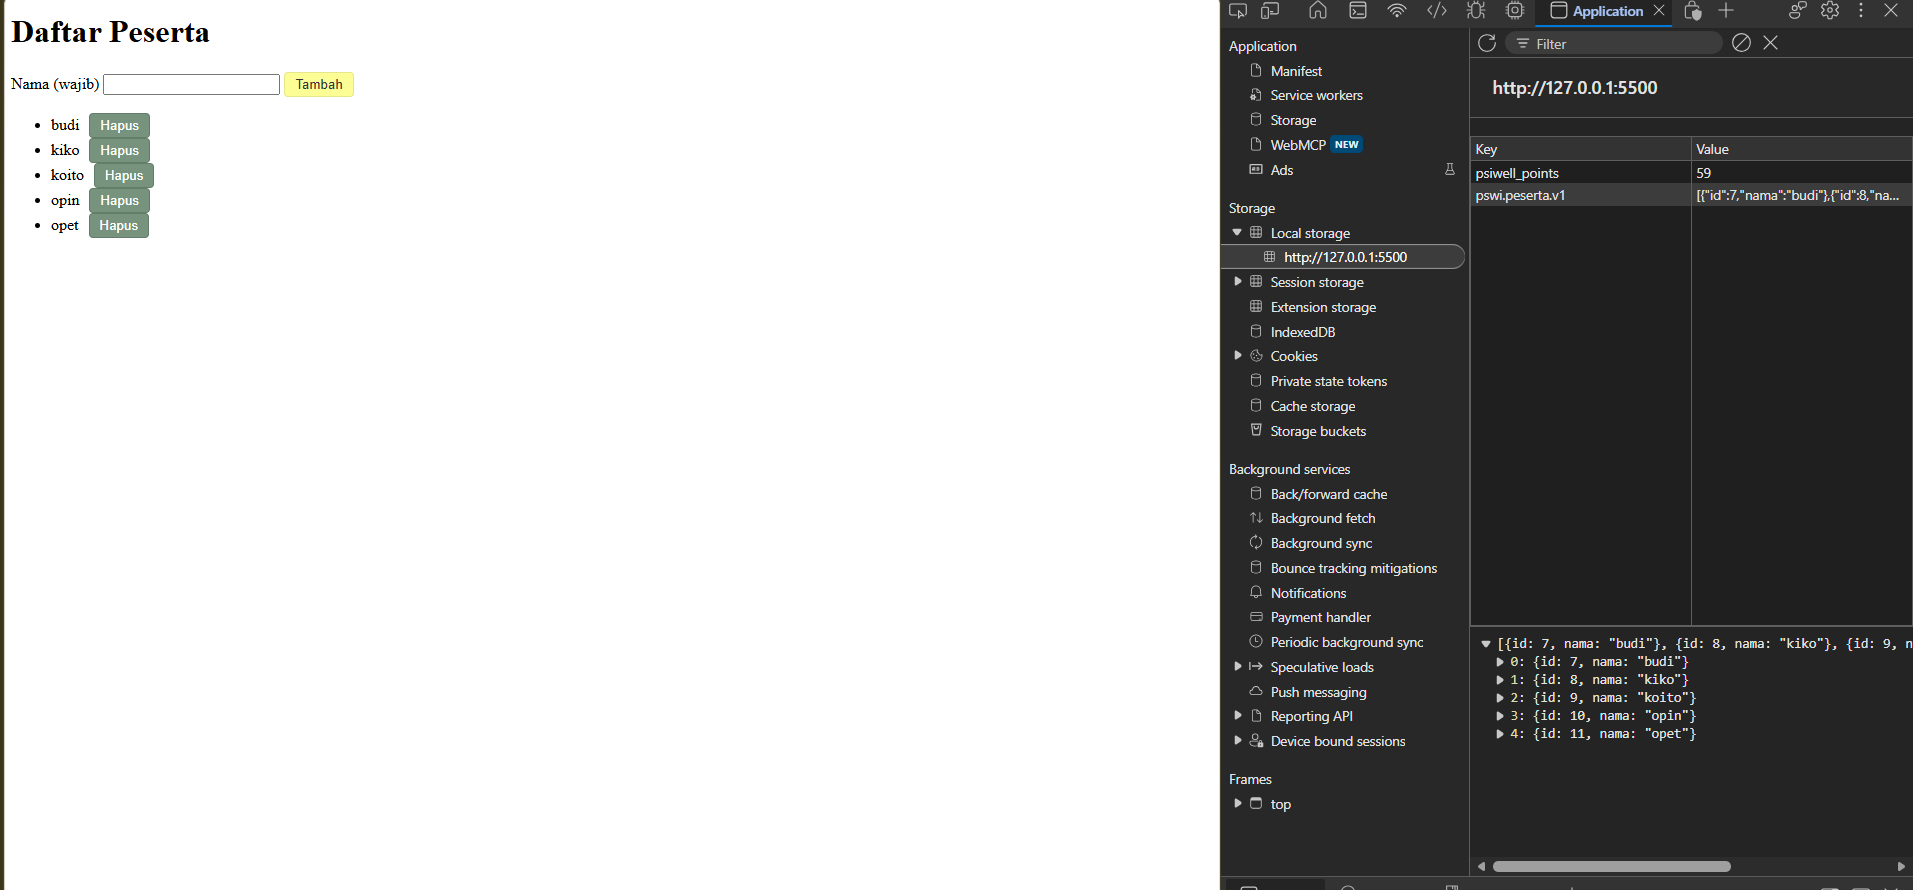 Daftar Peserta
Nama (wajib) Tambah
budi Hapus
kiko Hapus
koito Hapus
opin Hapus
opet Hapus
Application
Application
Manifest
Service workers
Storage
WebMCP NEW
Ads
Storage
Local storage
http://127.0.0.1:5500
Session storage
Extension storage
IndexedDB
Cookies
Private state tokens
Cache storage
Storage buckets
Background services
Back/forward cache
Background fetch
Background sync
Bounce tracking mitigations
Notifications
Payment handler
Periodic background sync
Speculative loads
Push messaging
Reporting API
Device bound sessions
Frames
top
Filter
http://127.0.0.1:5500
Key Value
psiwell_points 59
pswi.peserta.v1 [{"id":7,"nama":"budi"},{"id":8,"na...
[{id: 7, nama: "budi"}, {id: 8, nama: "kiko"}, {id: 9, n
0: {id: 7, nama: "budi"}
1: {id: 8, nama: "kiko"}
2: {id: 9, nama: "koito"}
3: {id: 10, nama: "opin"}
4: {id: 11, nama: "opet"}